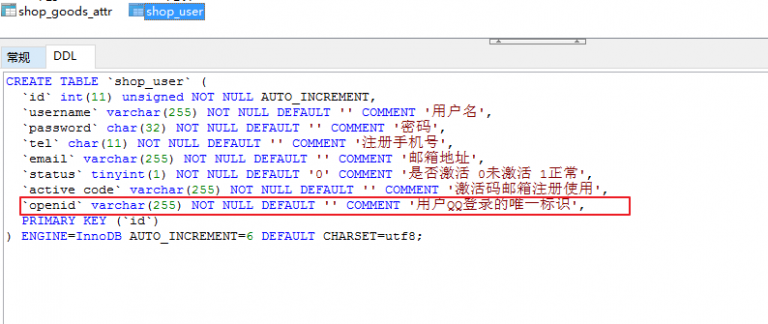 shop_goods_attr shop_user
常规 DDL
CREATE TABLE `shop_user` (
`id` int(11) unsigned NOT NULL AUTO_INCREMENT,
`username` varchar(255) NOT NULL DEFAULT '' COMMENT '用户名',
`password` char(32) NOT NULL DEFAULT '' COMMENT '密码',
`tel` char(11) NOT NULL DEFAULT '' COMMENT '注册手机号',
`email` varchar(255) NOT NULL DEFAULT '' COMMENT '邮箱地址',
`status` tinyint(1) NOT NULL DEFAULT '0' COMMENT '是否激活 0未激活 1正常',
`active_code` varchar(255) NOT NULL DEFAULT '' COMMENT '激活码邮箱注册使用',
`openid` varchar(255) NOT NULL DEFAULT '' COMMENT '用户QQ登录的唯一标识',
PRIMARY KEY (`id`)
) ENGINE=InnoDB AUTO_INCREMENT=6 DEFAULT CHARSET=utf8;